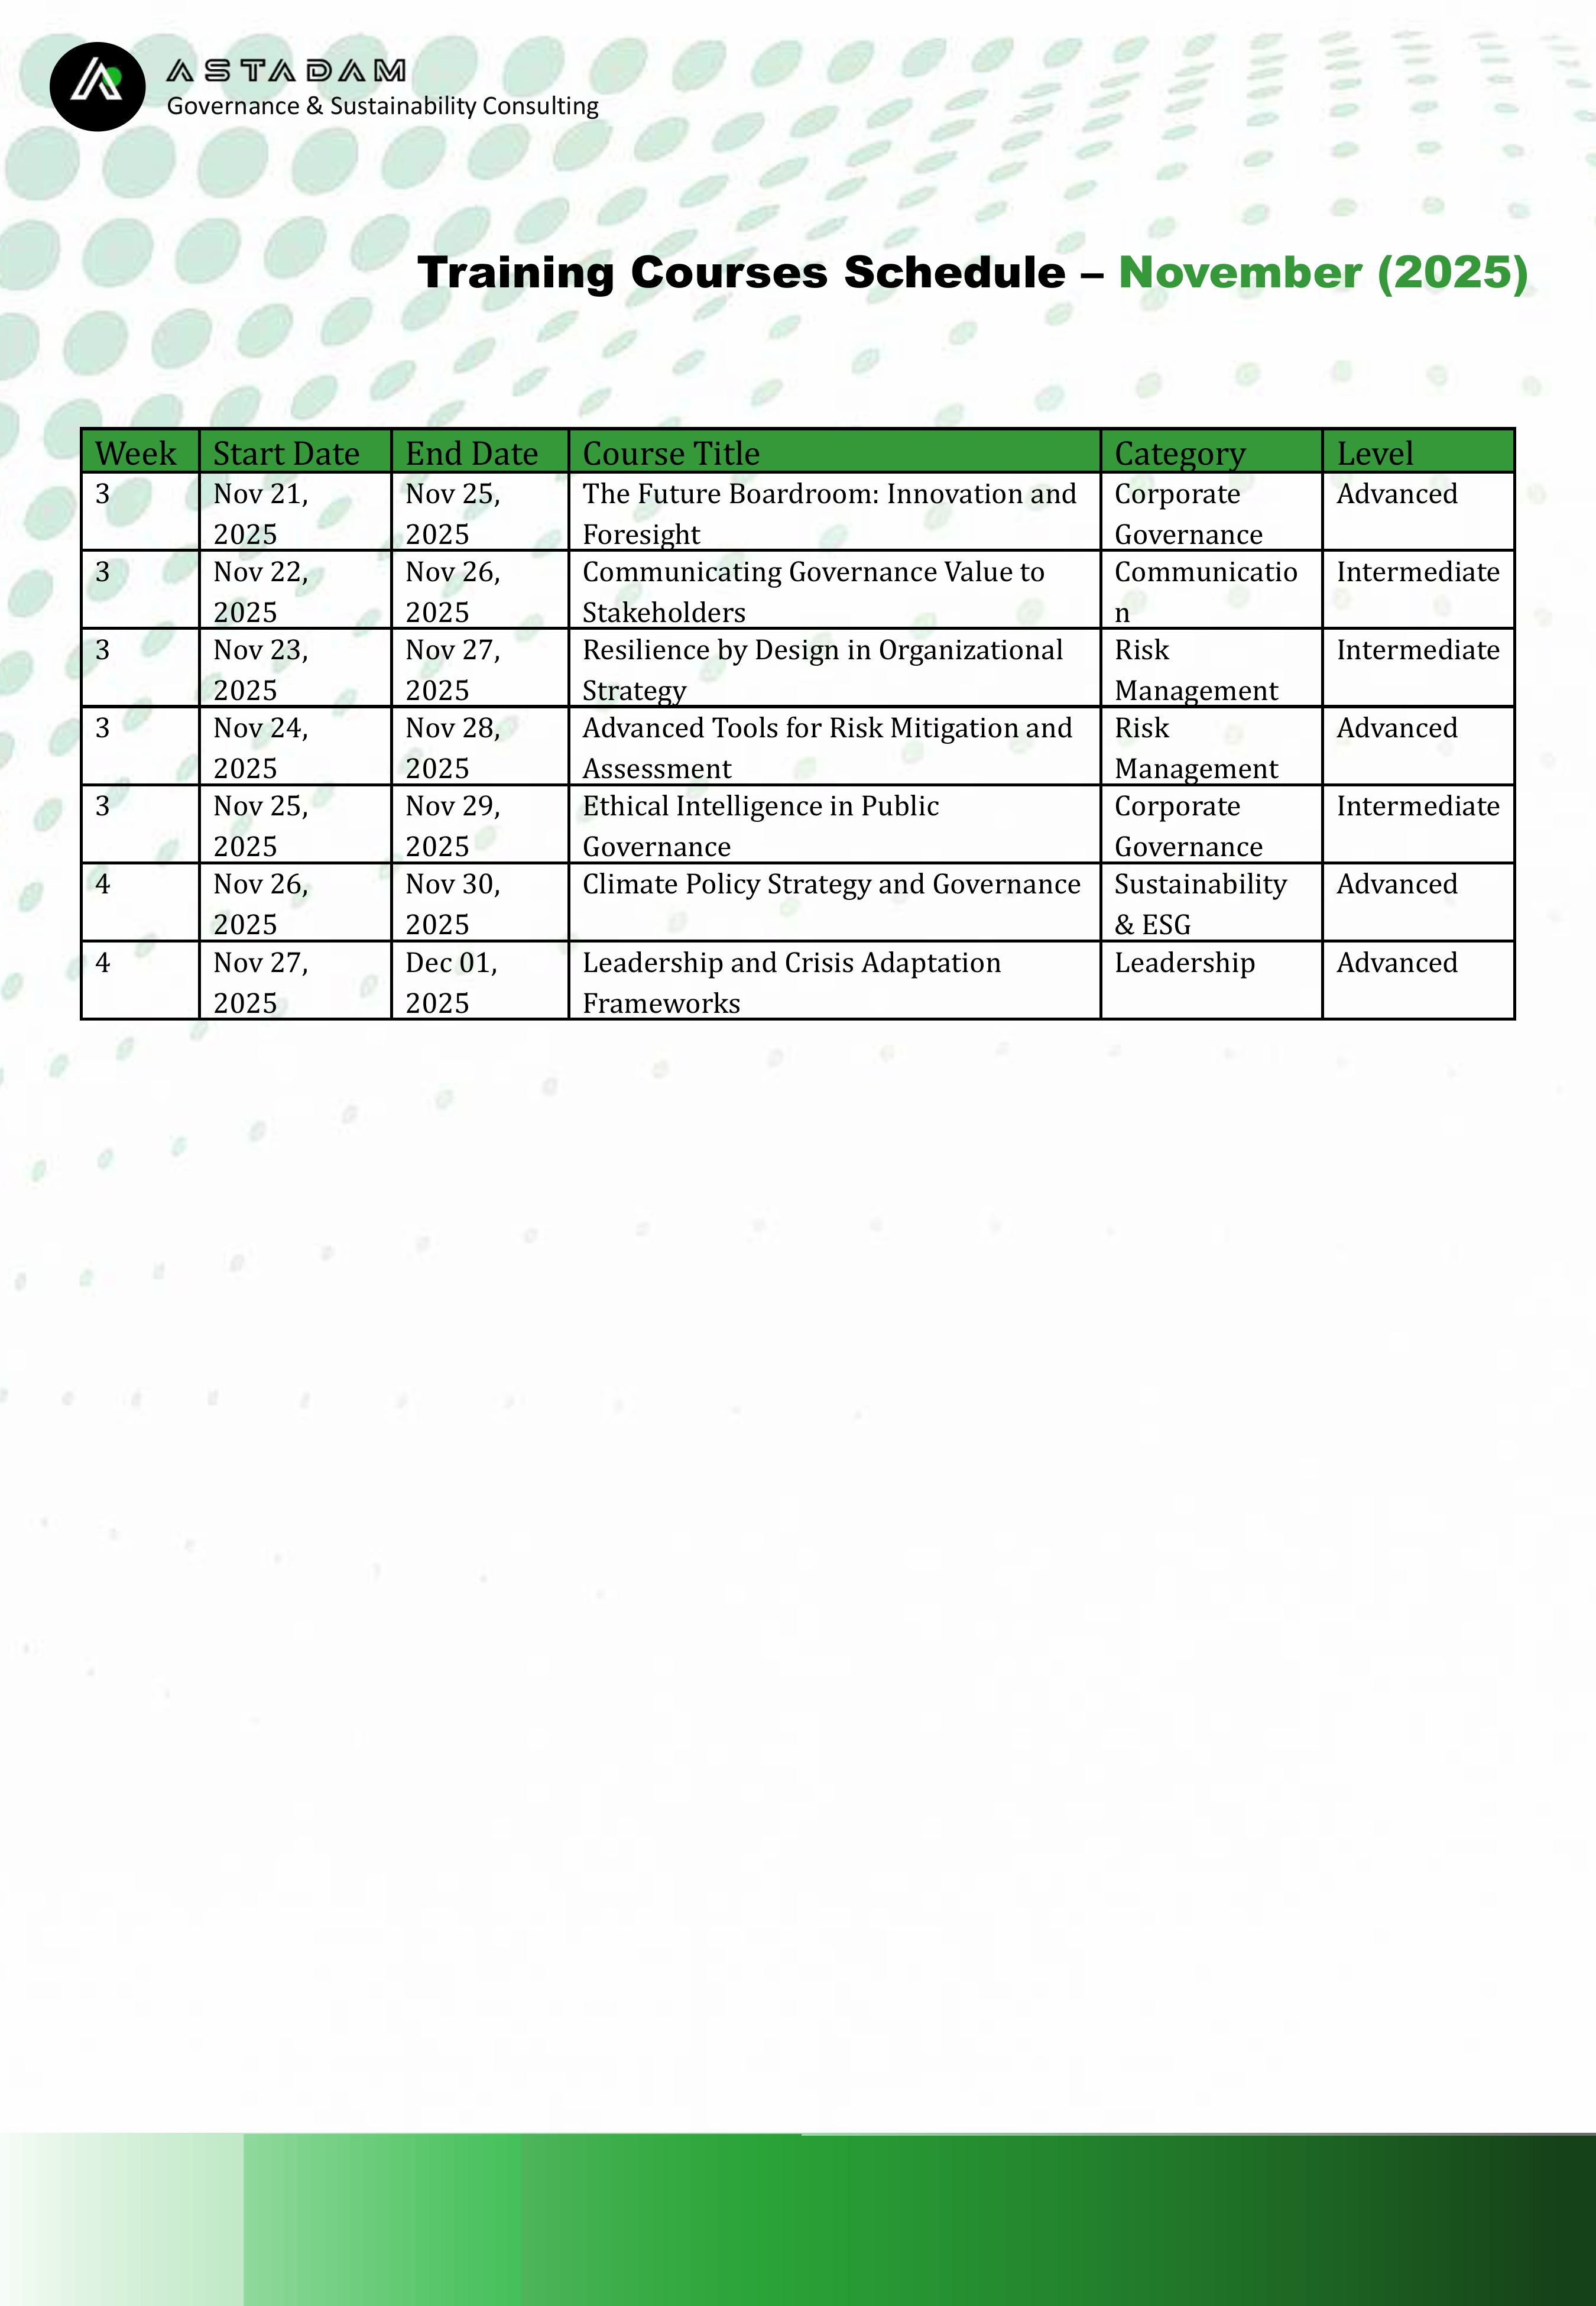 ASTADAM
Governance & Sustainability Consulting
Training Courses Schedule – November (2025)
Week Start Date End Date Course Title Category Level
3 Nov 21, 2025 Nov 25, 2025 The Future Boardroom: Innovation and Foresight Corporate Governance Advanced
3 Nov 22, 2025 Nov 26, 2025 Communicating Governance Value to Stakeholders Communication Intermediate
3 Nov 23, 2025 Nov 27, 2025 Resilience by Design in Organizational Strategy Risk Management Intermediate
3 Nov 24, 2025 Nov 28, 2025 Advanced Tools for Risk Mitigation and Assessment Risk Management Advanced
3 Nov 25, 2025 Nov 29, 2025 Ethical Intelligence in Public Governance Corporate Governance Intermediate
4 Nov 26, 2025 Nov 30, 2025 Climate Policy Strategy and Governance Sustainability & ESG Advanced
4 Nov 27, 2025 Dec 01, 2025 Leadership and Crisis Adaptation Frameworks Leadership Advanced